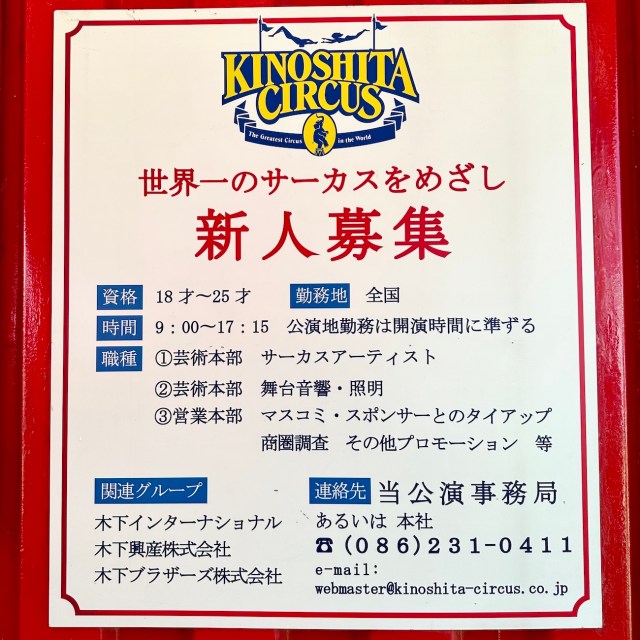 KINOSHITA
CIRCUS
The Greatest Circus in the World
世界一のサーカスをめざし
新人募集
資格 18才～25才 勤務地 全国
時間 9：00～17：15 公演地勤務は開演時間に準ずる
職種 ①芸術本部 サーカスアーティスト
②芸術本部 舞台音響・照明
③営業本部 マスコミ・スポンサーとのタイアップ
商圏調査 その他プロモーション 等
関連グループ
木下インターナショナル
木下興産株式会社
木下ブラザーズ株式会社
連絡先 当公演事務局
あるいは 本社
☎(086)231-0411
e-mail:
webmaster@kinoshita-circus.co.jp